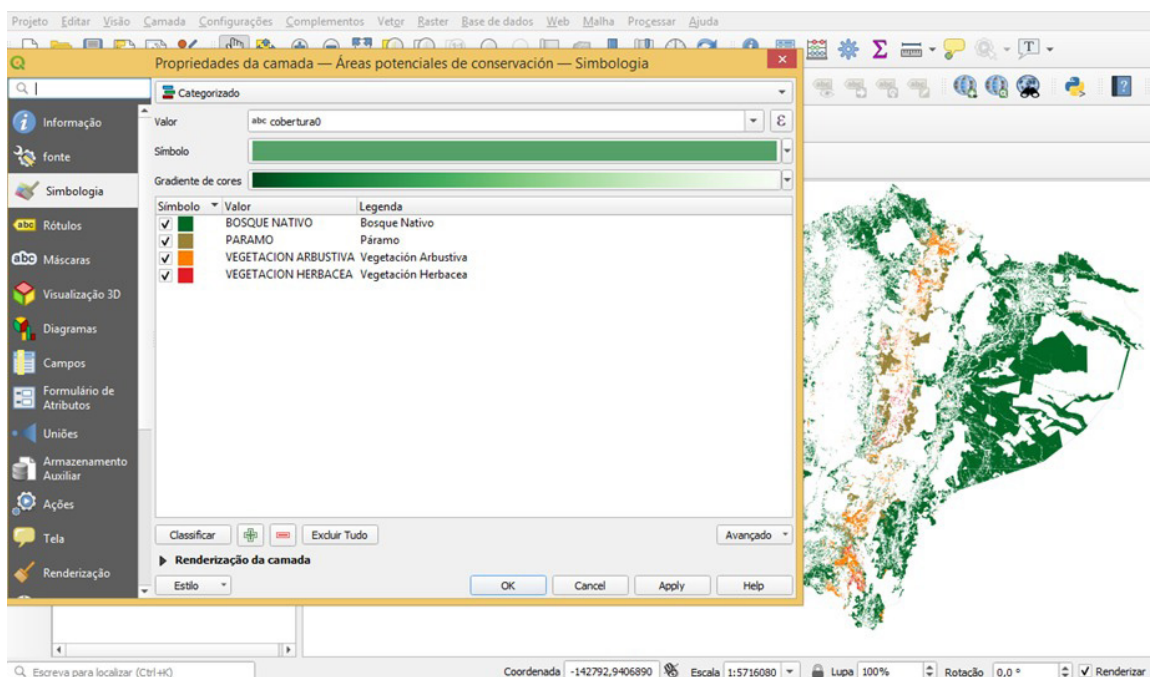 Projeto Editar Visão Camada Configurações Complementos Vetor Raster Base de dados Web Malha Processar Ajuda
Propriedades da camada — Áreas potenciales de conservación — Simbologia
Categorizado
Informação
Valor
abc cobertura0
ε
fonte
Símbolo
Simbologia
Gradiente de cores
Símbolo Valor Legenda
abc Rótulos
BOSQUE NATIVO Bosque Nativo
PARAMO Páramo
abc Máscaras
VEGETACION ARBUSTIVA Vegetación Arbustiva
VEGETACION HERBACEA Vegetación Herbacea
Visualização 3D
Diagramas
Campos
Formulário de
Atributos
Uniões
Armazenamento
Auxiliar
Ações
Tela
Renderização
Classificar
Excluir Tudo
Avançado
Renderização da camada
Estilo
OK
Cancel
Apply
Help
Escreva para localizar (Ctrl+K)
Coordenada -142792,9406890 Escala 1:5716080 Lupa 100% Rotação 0,0 ° Renderizar